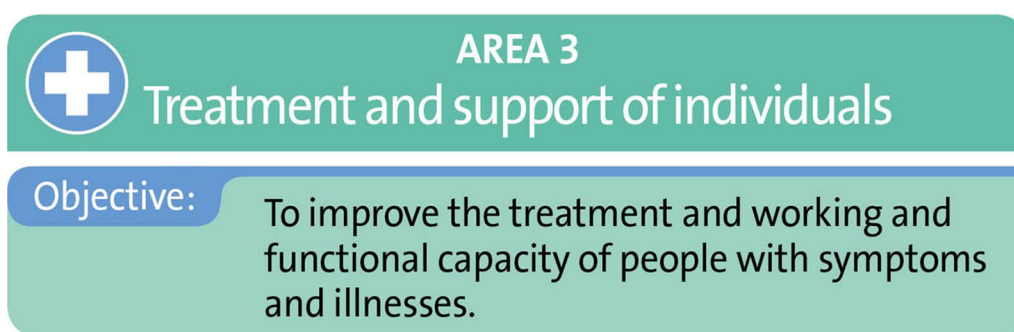 AREA 3
Treatment and support of individuals
Objective:
To improve the treatment and working and
functional capacity of people with symptoms
and illnesses.